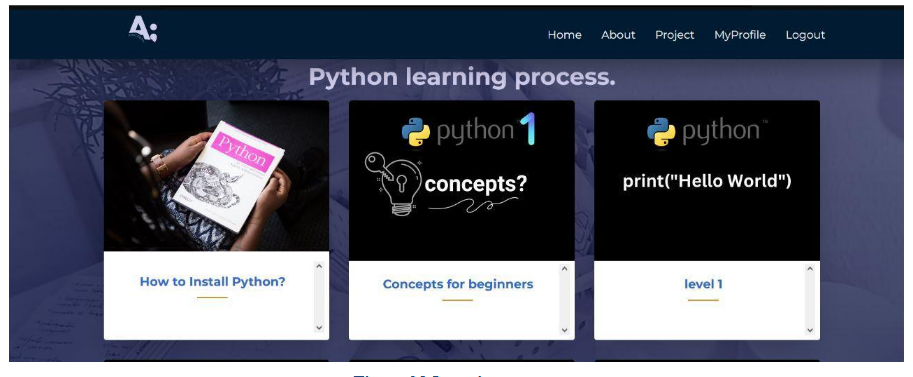 A;
Home About Project MyProfile Logout
Python learning process.
Python
python 1
concepts?
python
print("Hello World")
How to Install Python?
Concepts for beginners
level 1